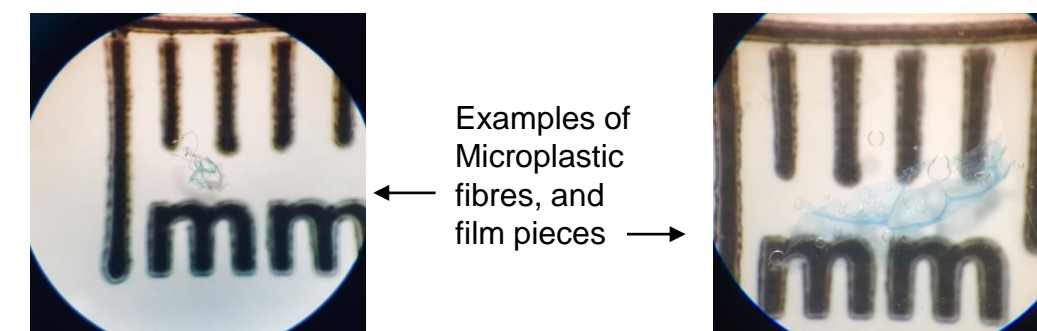 Examples of
Microplastic
fibres, and
film pieces
mm
mm